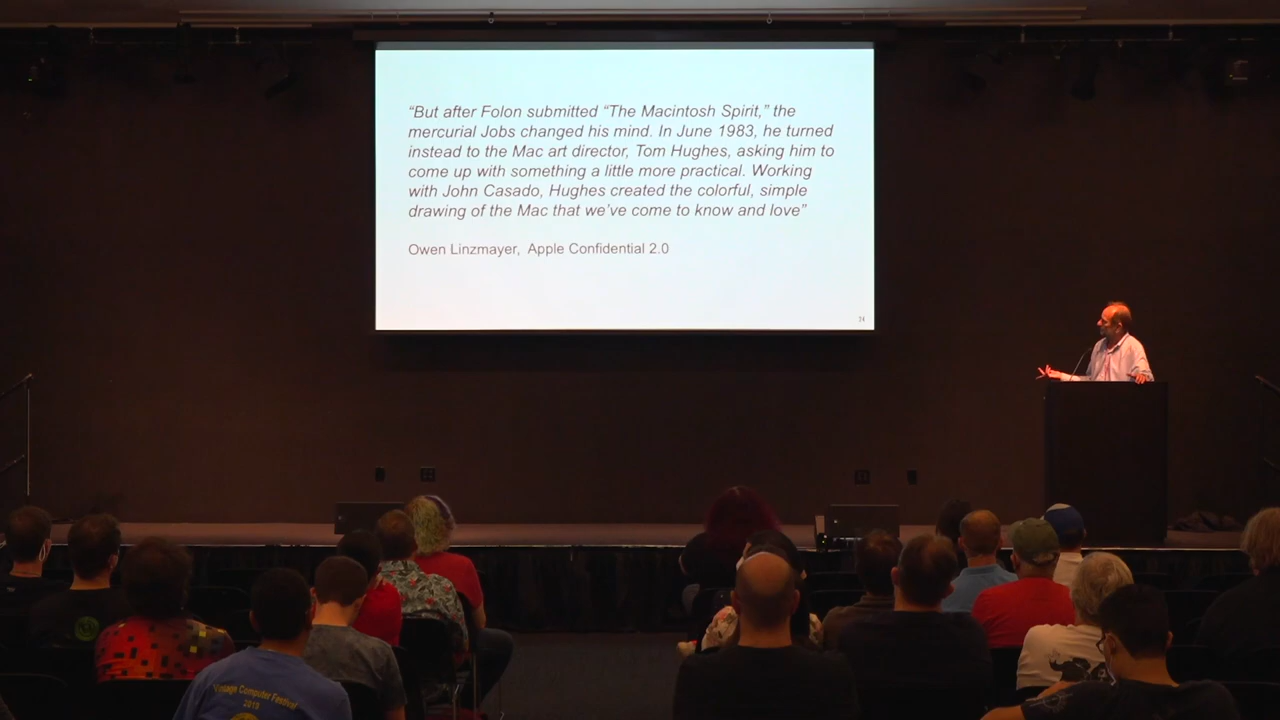 “But after Folon submitted “The Macintosh Spirit,” the
mercurial Jobs changed his mind. In June 1983, he turned
instead to the Mac art director, Tom Hughes, asking him to
come up with something a little more practical. Working
with John Casado, Hughes created the colorful, simple
drawing of the Mac that we’ve come to know and love”
Owen Linzmayer,  Apple Confidential 2.0
Vintage Computer Festival